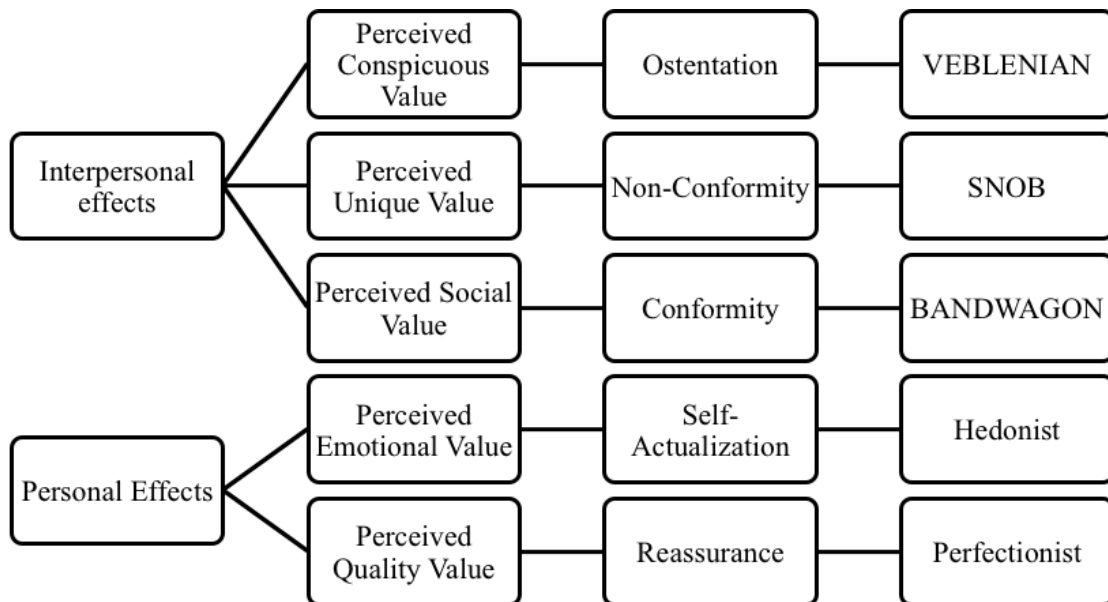 Perceived
Conspicuous
Value
Ostentation
VEBLENIAN
Interpersonal
effects
Perceived
Unique Value
Non-Conformity
SNOB
Perceived Social
Value
Conformity
BANDWAGON
Perceived
Emotional Value
Self-
Actualization
Hedonist
Personal Effects
Perceived
Quality Value
Reassurance
Perfectionist